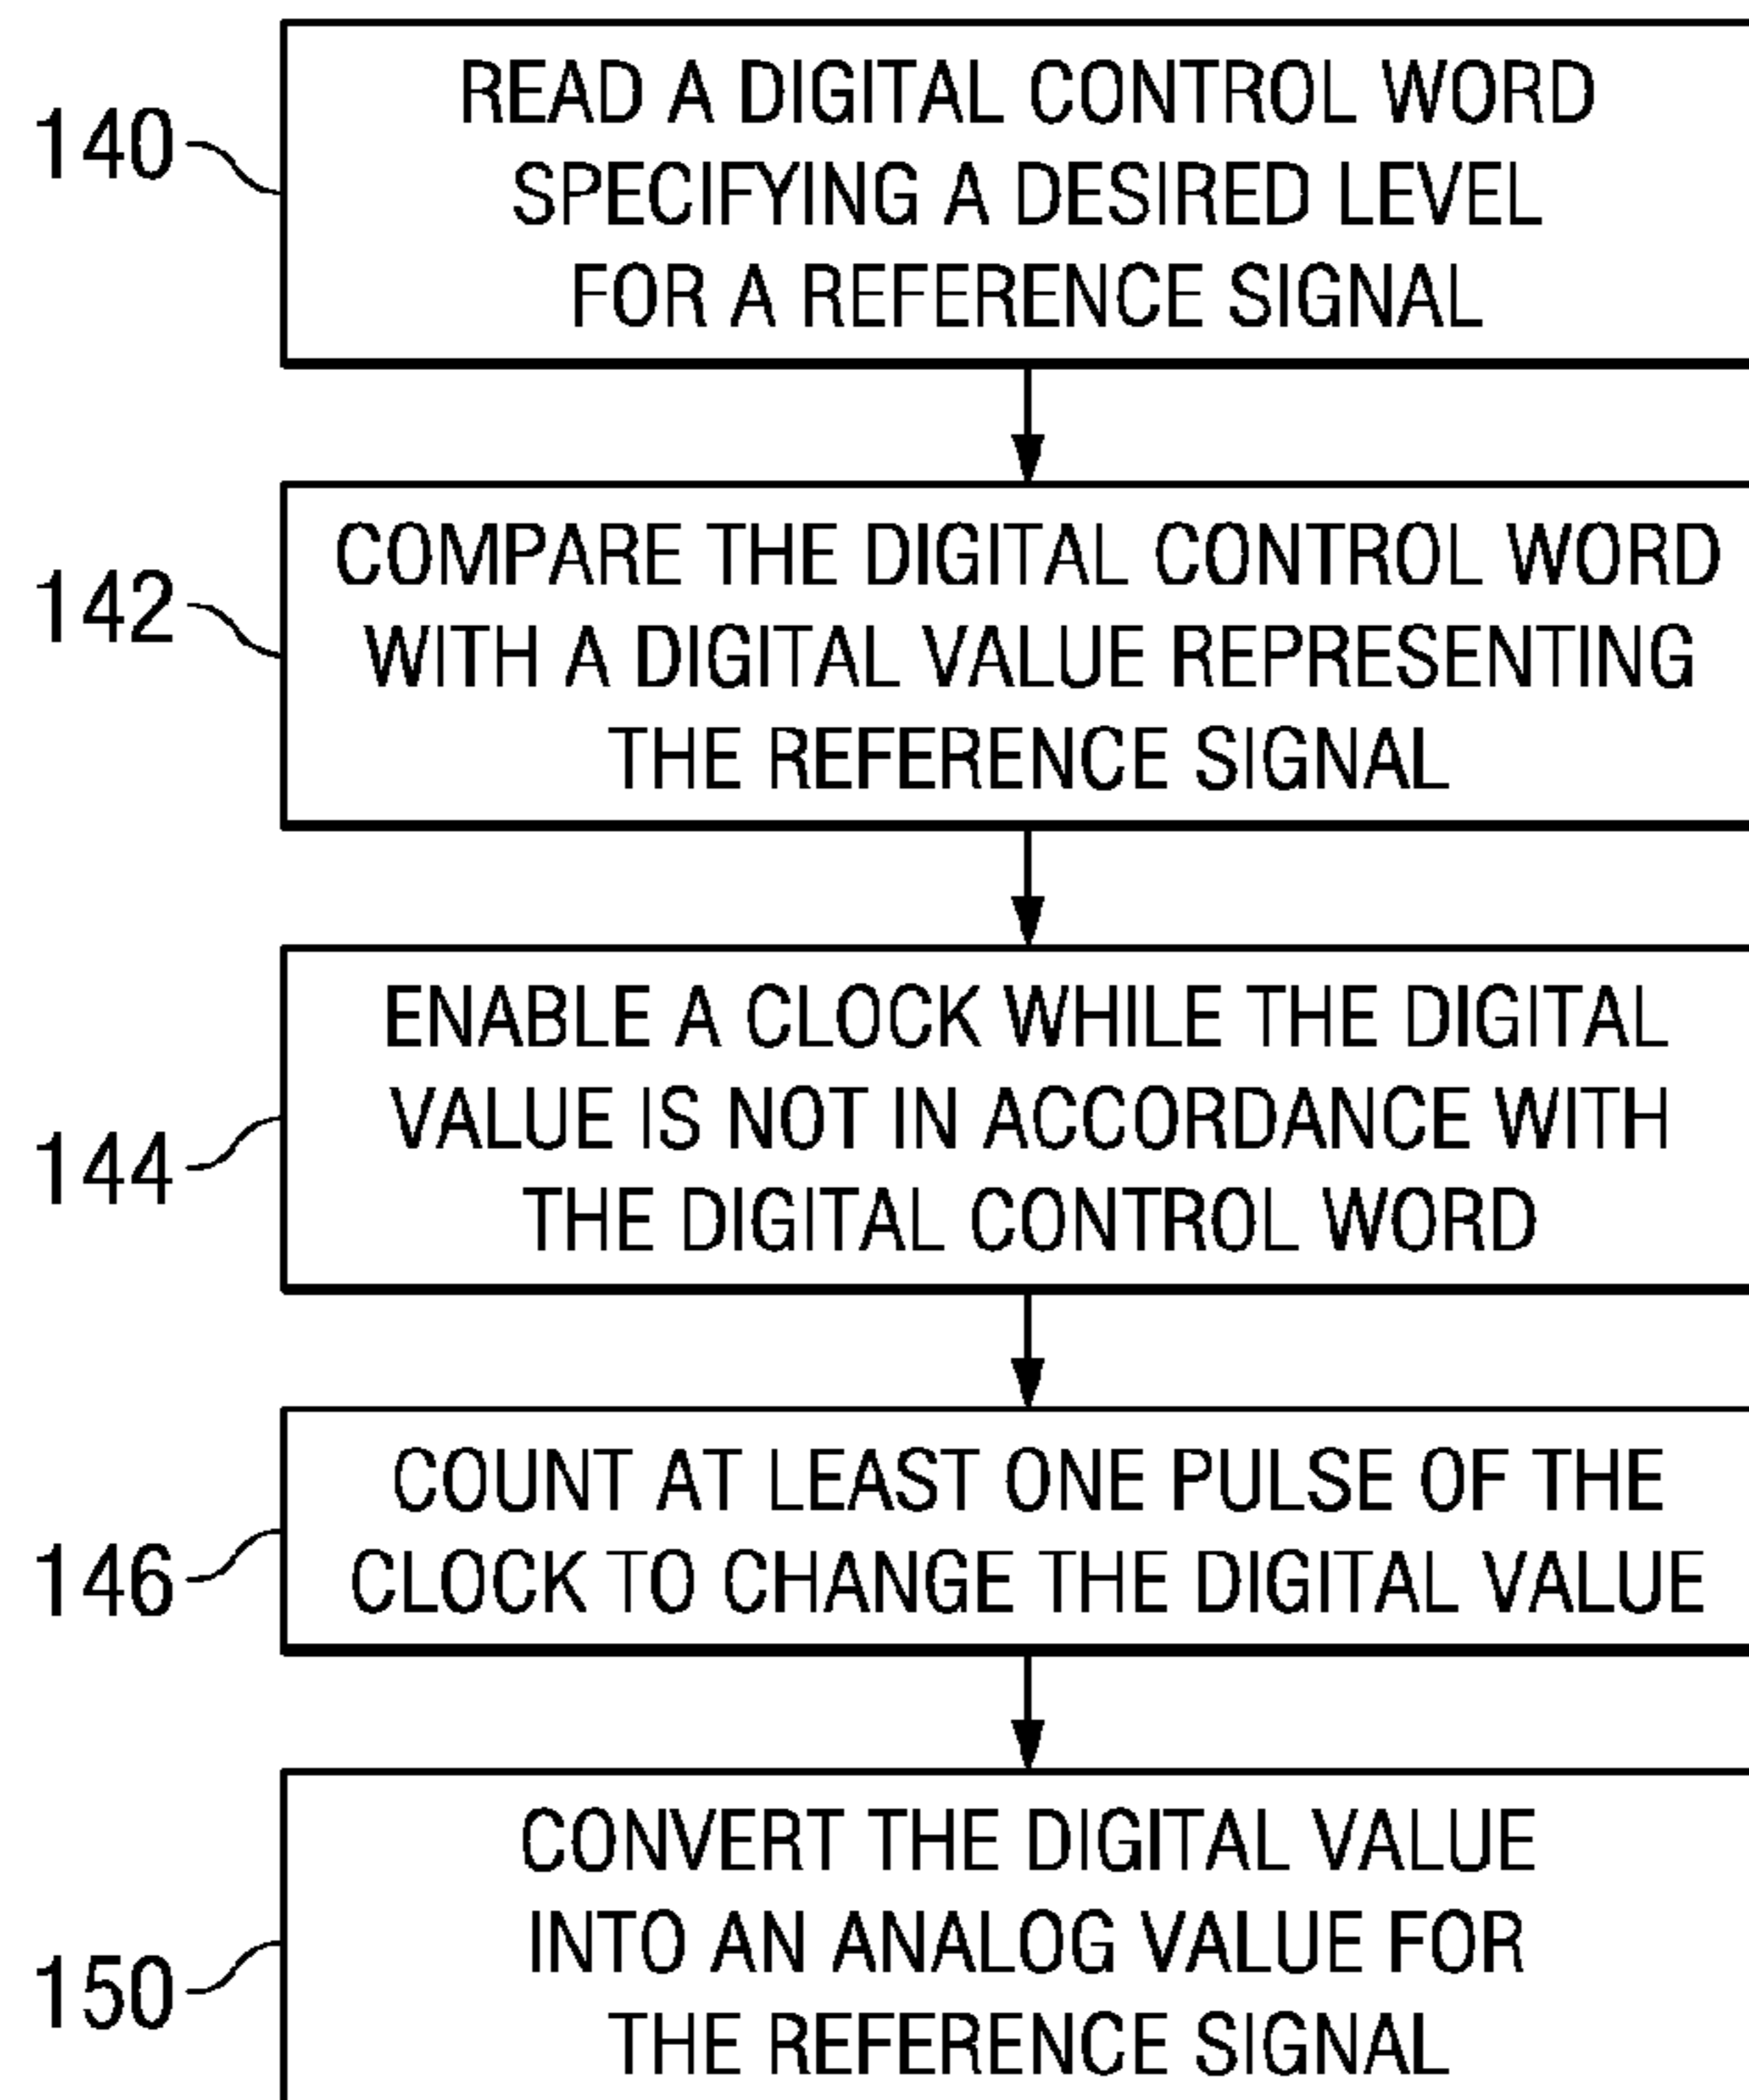 READ A DIGITAL CONTROL WORD
140
SPECIFYING A DESIRED LEVEL
FOR A REFERENCE SIGNAL
COMPARE THE DIGITAL CONTROL WORD
142
WITH A DIGITAL VALUE REPRESENTING
THE REFERENCE SIGNAL
ENABLE A CLOCK WHILE THE DIGITAL
VALUE IS NOT IN ACCORDANCE WITH
144
THE DIGITAL CONTROL WORD
COUNT AT LEAST ONE PULSE OF THE
146
CLOCK TO CHANGE THE DIGITAL VALUE
CONVERT THE DIGITAL VALUE
INTO AN ANALOG VALUE FOR
150
THE REFERENCE SIGNAL